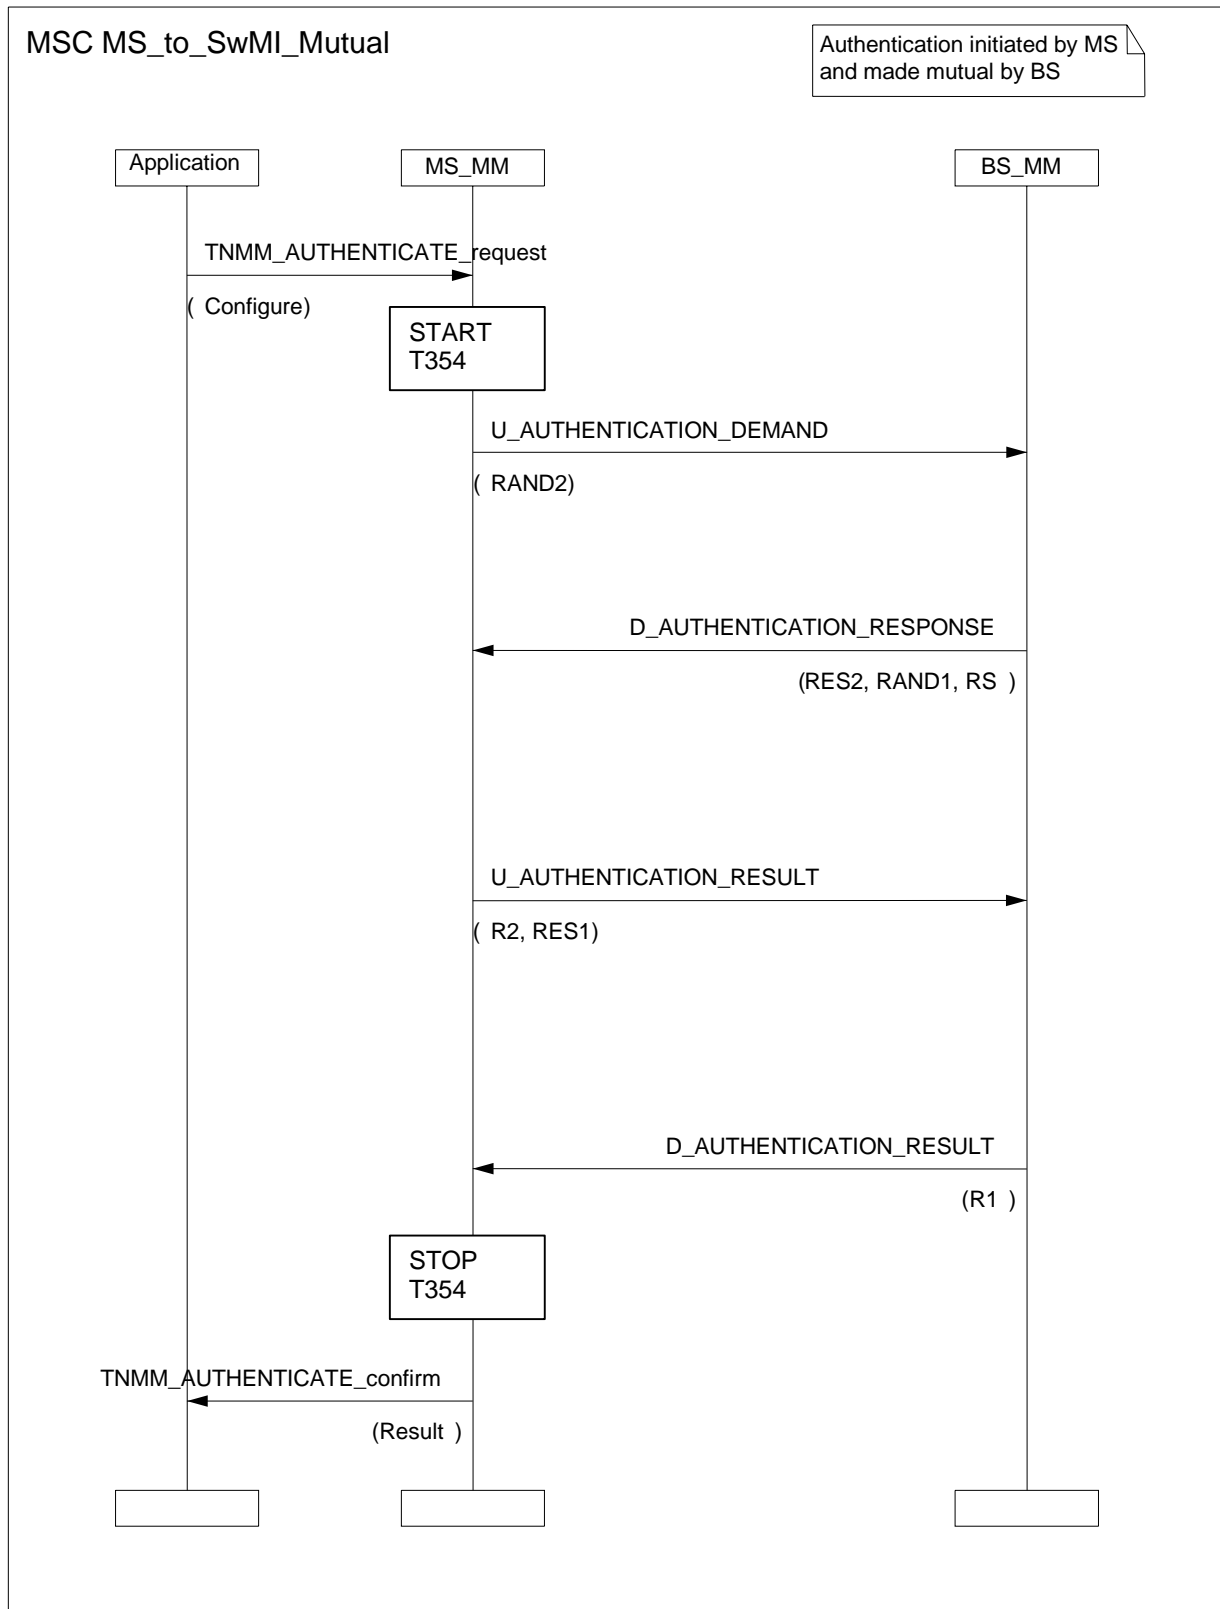 MSC MS_to_SwMI_Mutual
Authentication initiated by MS
and made mutual by BS
Application
MS_MM
BS_MM
TNMM_AUTHENTICATE_request
( Configure)
START
T354
U_AUTHENTICATION_DEMAND
( RAND2)
D_AUTHENTICATION_RESPONSE
(RES2, RAND1, RS )
U_AUTHENTICATION_RESULT
( R2, RES1)
D_AUTHENTICATION_RESULT
(R1 )
STOP
T354
TNMM_AUTHENTICATE_confirm
(Result )